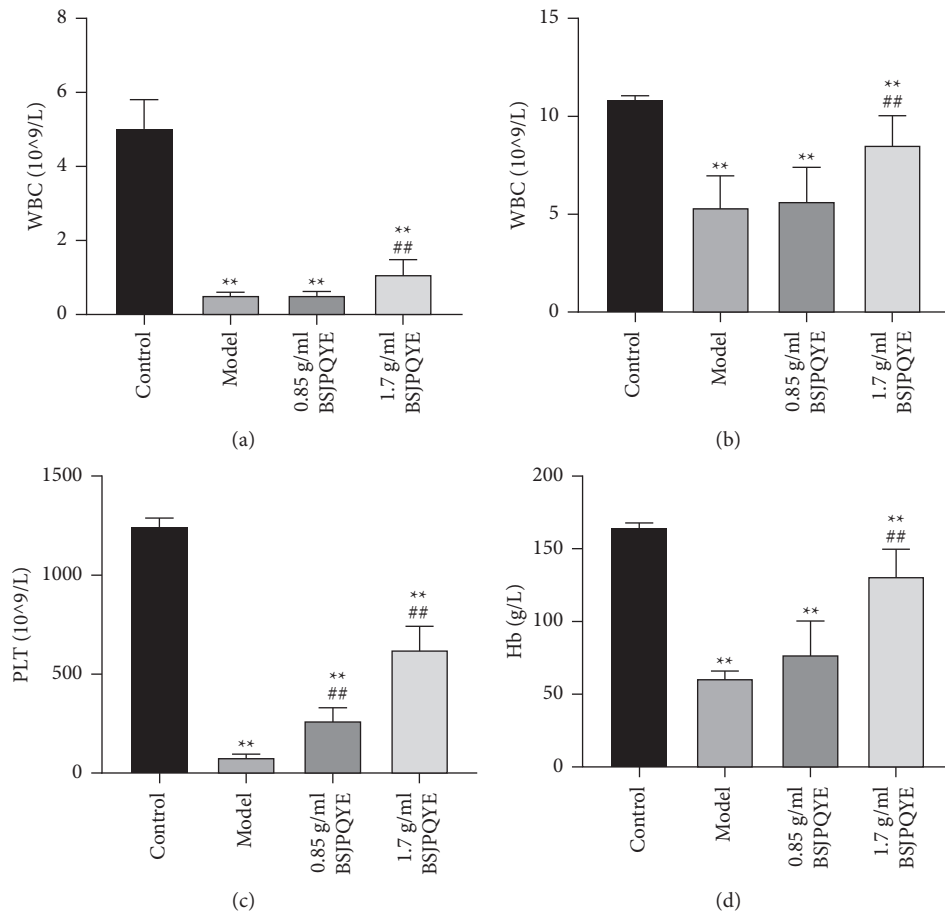 8
6
4
2
0
WBC (10^9/L)
**
**
**
##
Control
Model
0.85 g/ml
BSJPQYE
1.7 g/ml
BSJPQYE
(a)
15
10
5
0
WBC (10^9/L)
**
**
**
##
Control
Model
0.85 g/ml
BSJPQYE
1.7 g/ml
BSJPQYE
(b)
1500
1000
500
0
PLT (10^9/L)
**
**
##
**
##
Control
Model
0.85 g/ml
BSJPQYE
1.7 g/ml
BSJPQYE
(c)
200
150
100
50
0
Hb (g/L)
**
**
**
##
Control
Model
0.85 g/ml
BSJPQYE
1.7 g/ml
BSJPQYE
(d)